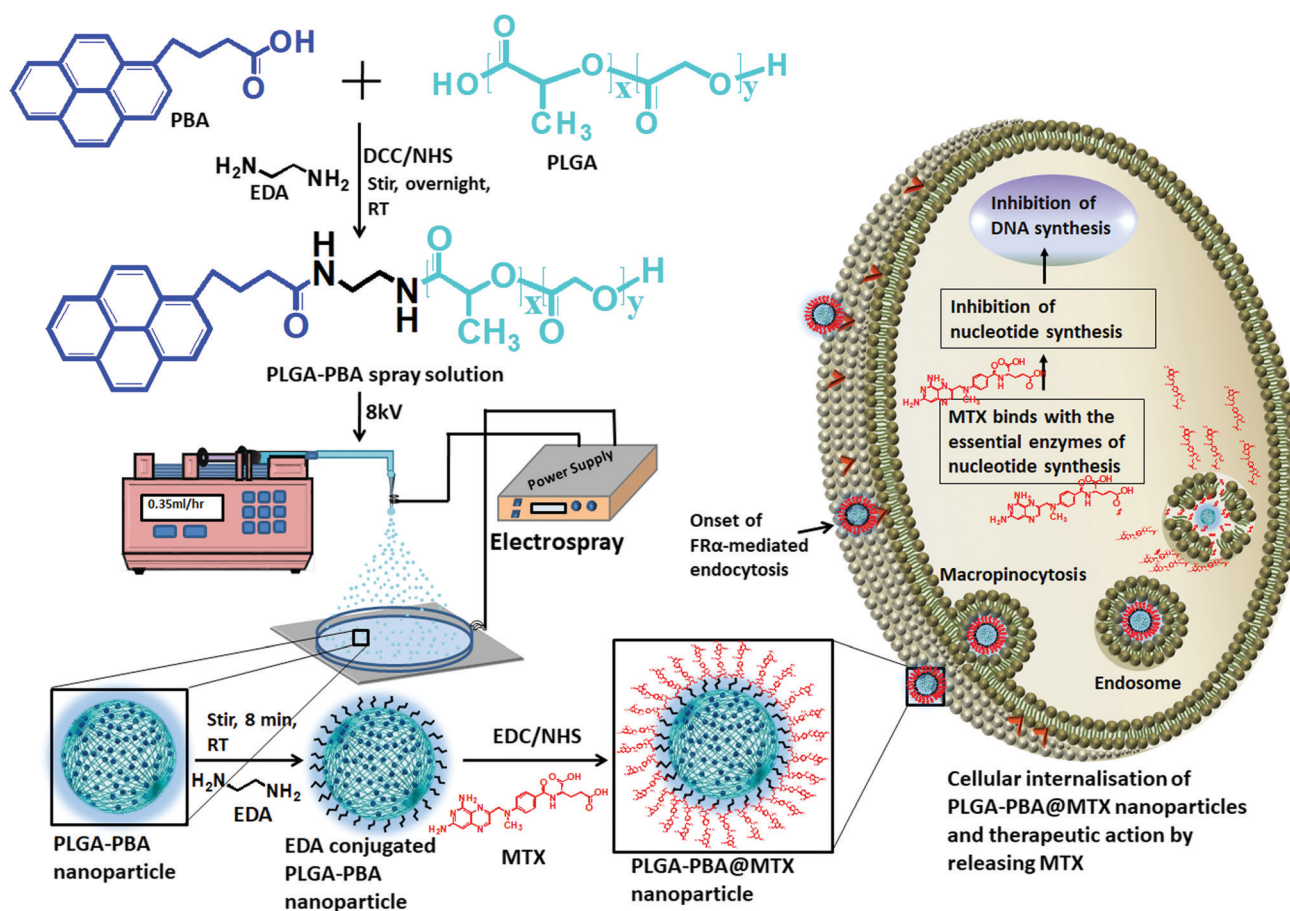 PBA
OH
O
HO
O
O
x
O
O
H
y
CH3
PLGA
H2N
NH2
EDA
DCC/NHS
Stir, overnight,
RT
O
H
N
N
H
O
O
x
O
O
H
y
CH3
PLGA-PBA spray solution
8kV
0.35ml/hr
Power Supply
Electrospray
Stir, 8 min,
RT
H2N
NH2
EDA
PLGA-PBA
nanoparticle
EDA conjugated
PLGA-PBA
nanoparticle
EDC/NHS
MTX
PLGA-PBA@MTX
nanoparticle
Inhibition of
DNA synthesis
Inhibition of
nucleotide synthesis
MTX binds with the
essential enzymes of
nucleotide synthesis
Onset of
FRα-mediated
endocytosis
Macropinocytosis
Endosome
Cellular internalisation of
PLGA-PBA@MTX nanoparticles
and therapeutic action by
releasing MTX